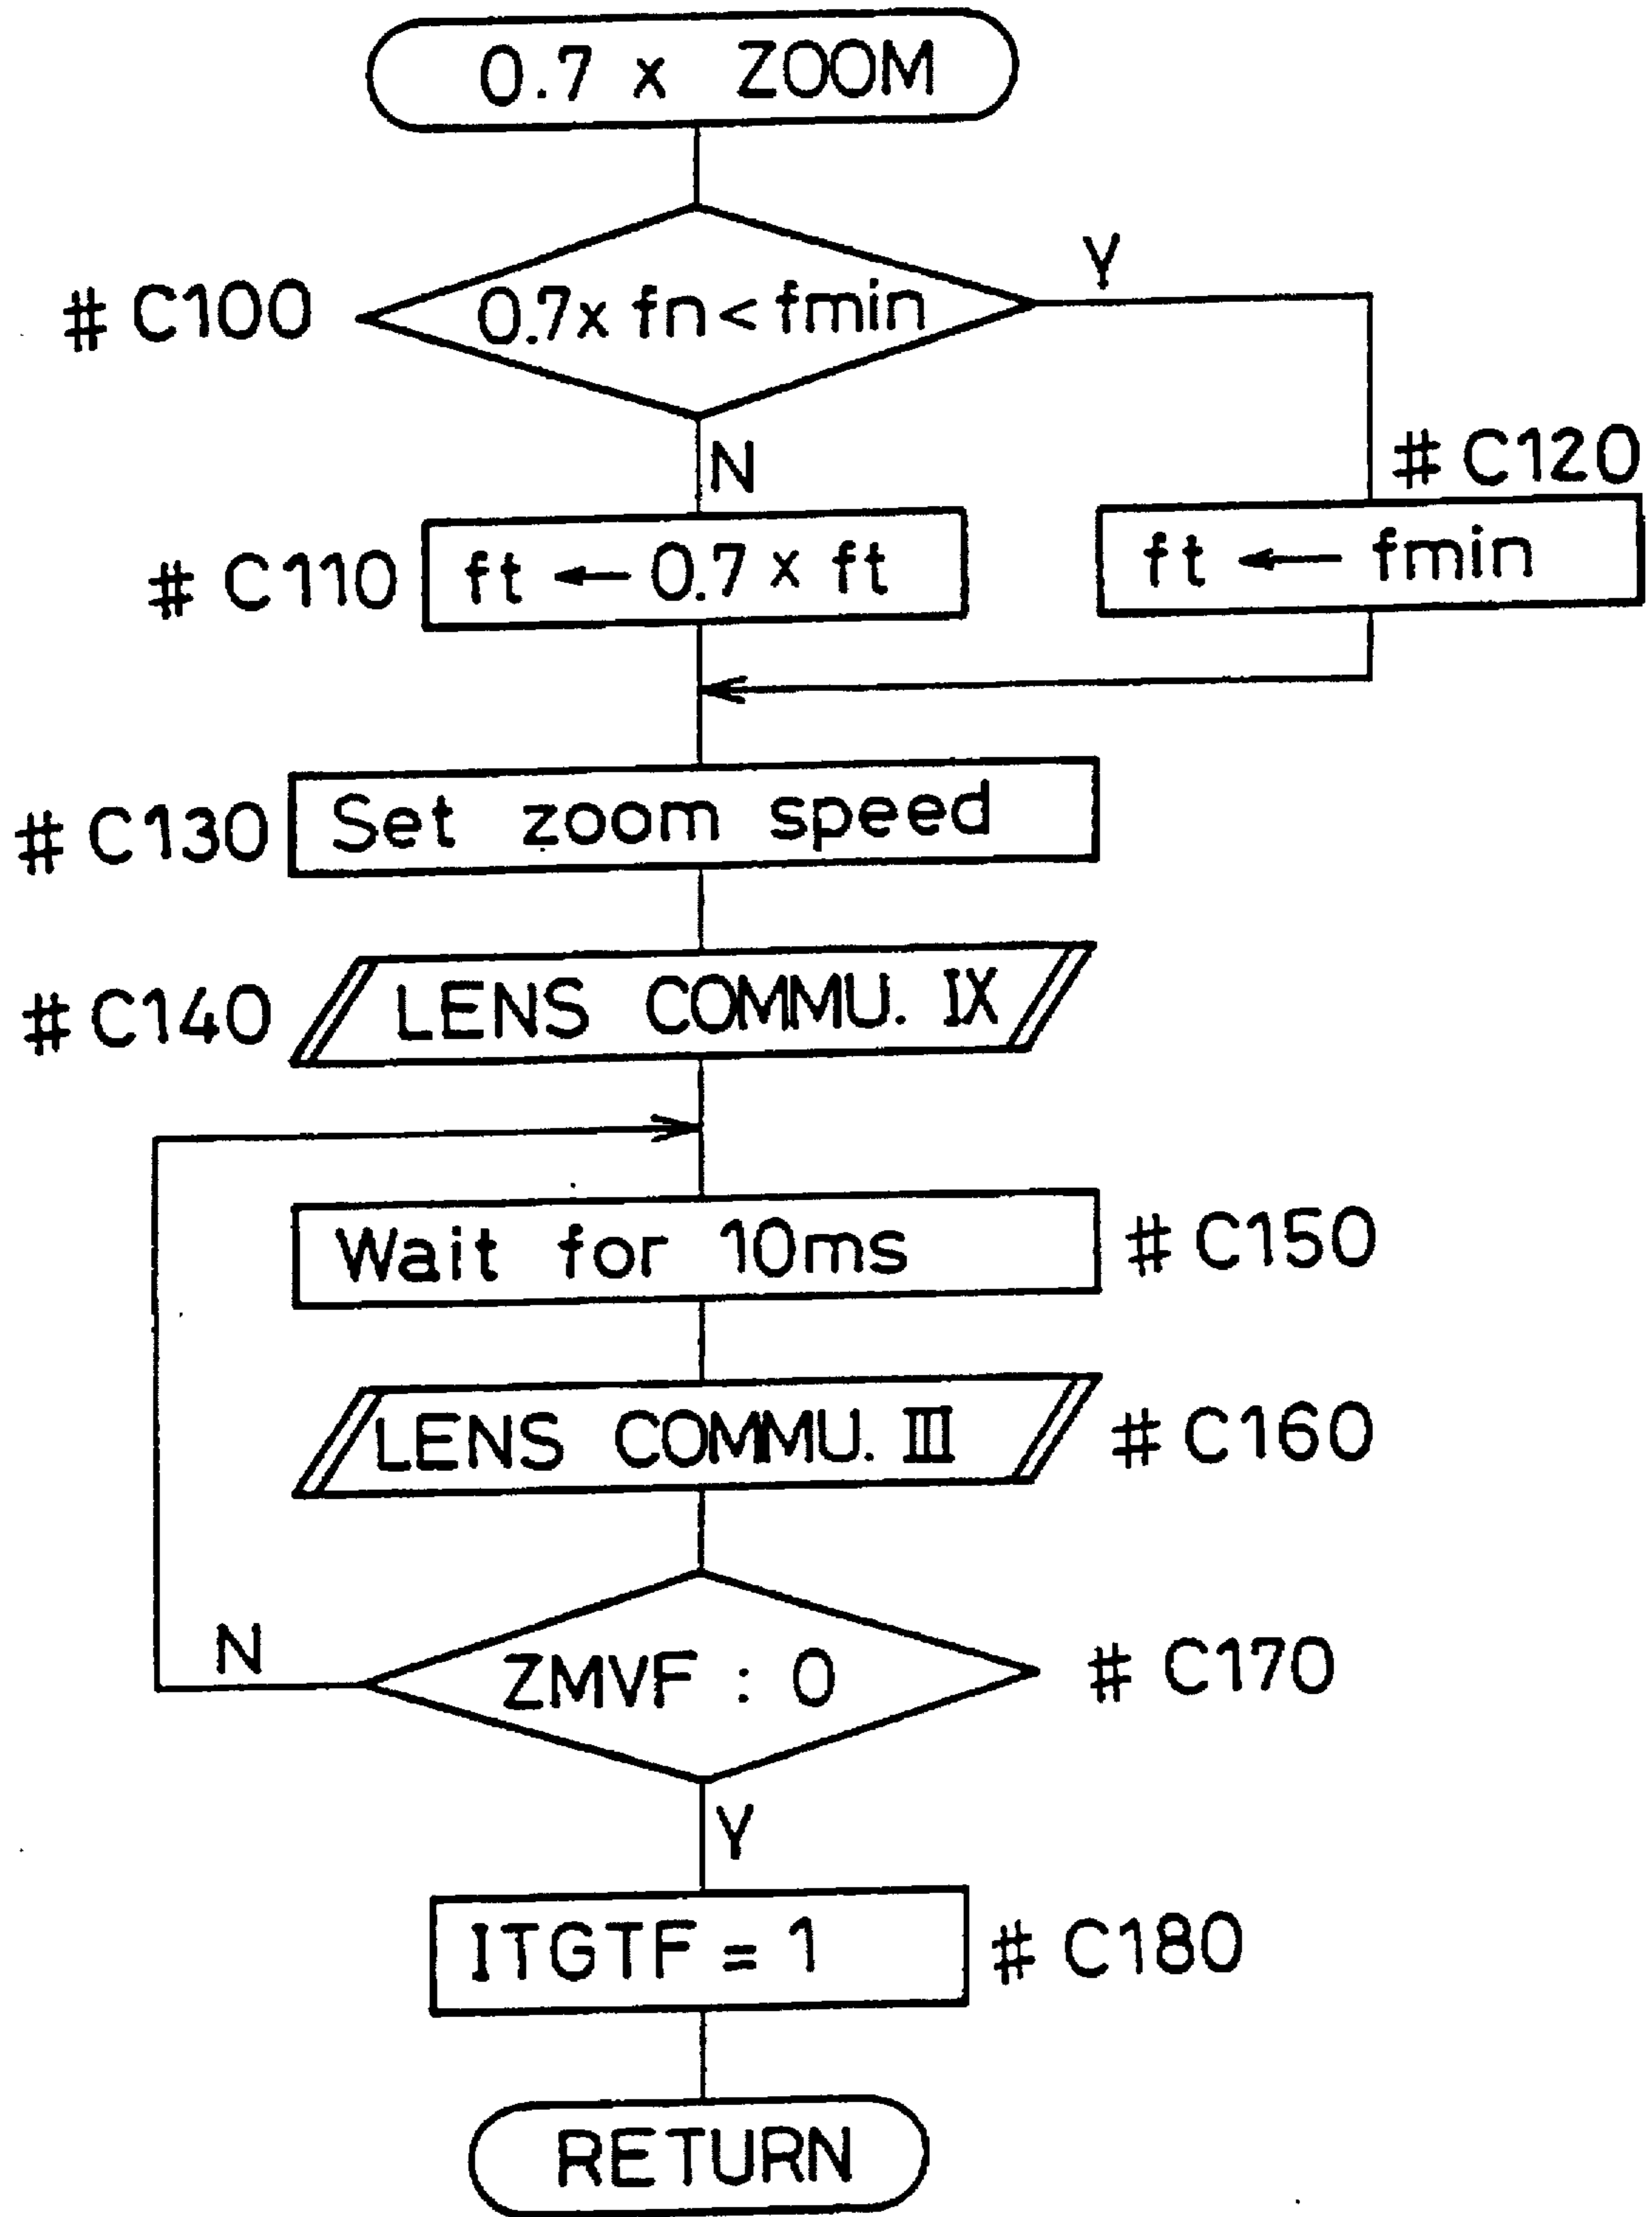 0.7 x ZOOM
Y
# C100
0.7x fn < fmin
N
# C120
ft ← fmin
# C110
ft ← 0.7 x ft
# C130
Set zoom speed
# C140
LENS COMMU. IX
Wait for 10ms
# C150
LENS COMMU. III
# C160
N
ZMVF : 0
# C170
Y
ITGTF = 1
# C180
RETURN